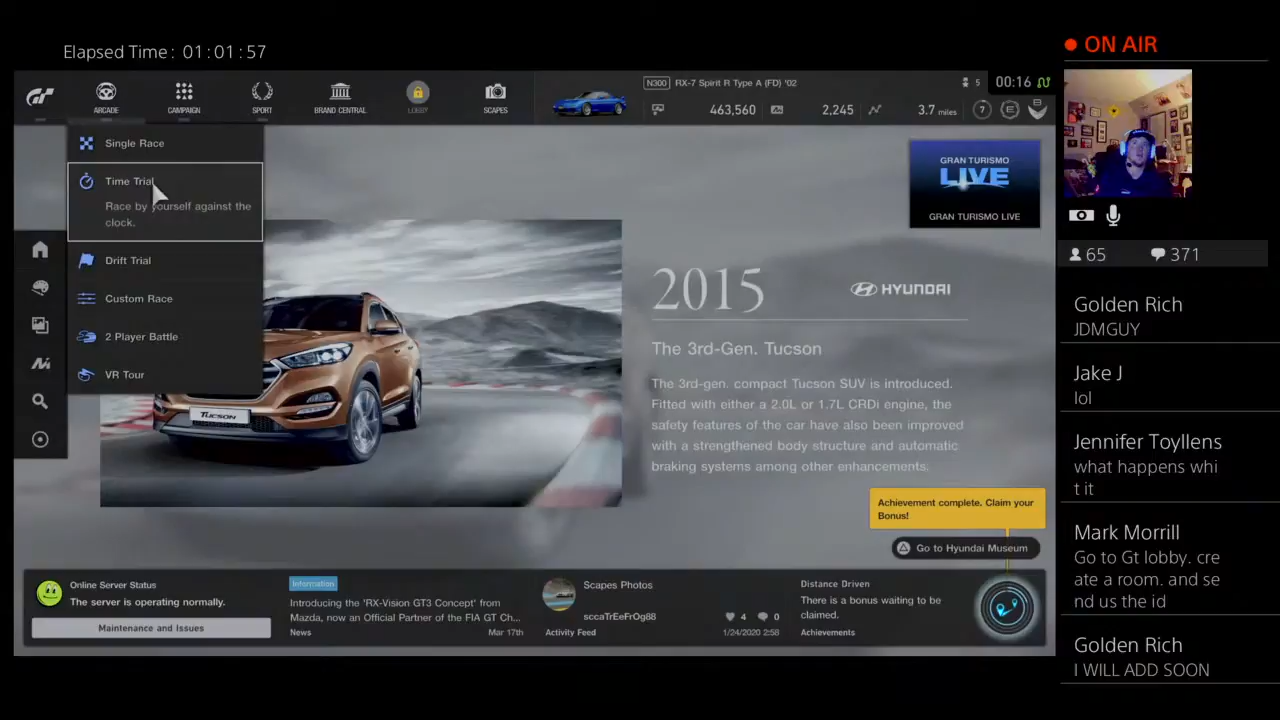 Elapsed Time: 01:01:57
ON AIR
ARCADE
CAMPAIGN
SPORT
BRAND CENTRAL
LOBBY
SCAPES
N300 RX-7 Spirit R Type A (FD) '02
463,560
2,245
3.7 miles
5
00:16
7
E
B
Single Race
Time Trial
Race by yourself against the
clock.
Drift Trial
Custom Race
2 Player Battle
VR Tour
GRAN TURISMO
LIVE
GRAN TURISMO LIVE
TUCSON
2015
HYUNDAI
The 3rd-Gen. Tucson
The 3rd-gen. compact Tucson SUV is introduced.
Fitted with either a 2.0L or 1.7L CRDi engine, the
safety features of the car have also been improved
with a strengthened body structure and automatic
braking systems among other enhancements.
Achievement complete. Claim your
Bonus!
Go to Hyundai Museum
Online Server Status
The server is operating normally.
Maintenance and Issues
Information
Introducing the 'RX-Vision GT3 Concept' from
Mazda, now an Official Partner of the FIA GT Ch...
News
Mar 17th
Scapes Photos
sccaTrEeFrOg88
4
0
Activity Feed
1/24/2020 2:58
Distance Driven
There is a bonus waiting to be
claimed.
Achievements
65
371
Golden Rich
JDMGUY
Jake J
lol
Jennifer Toyllens
what happens whi
t it
Mark Morrill
Go to Gt lobby. cre
ate a room. and se
nd us the id
Golden Rich
I WILL ADD SOON